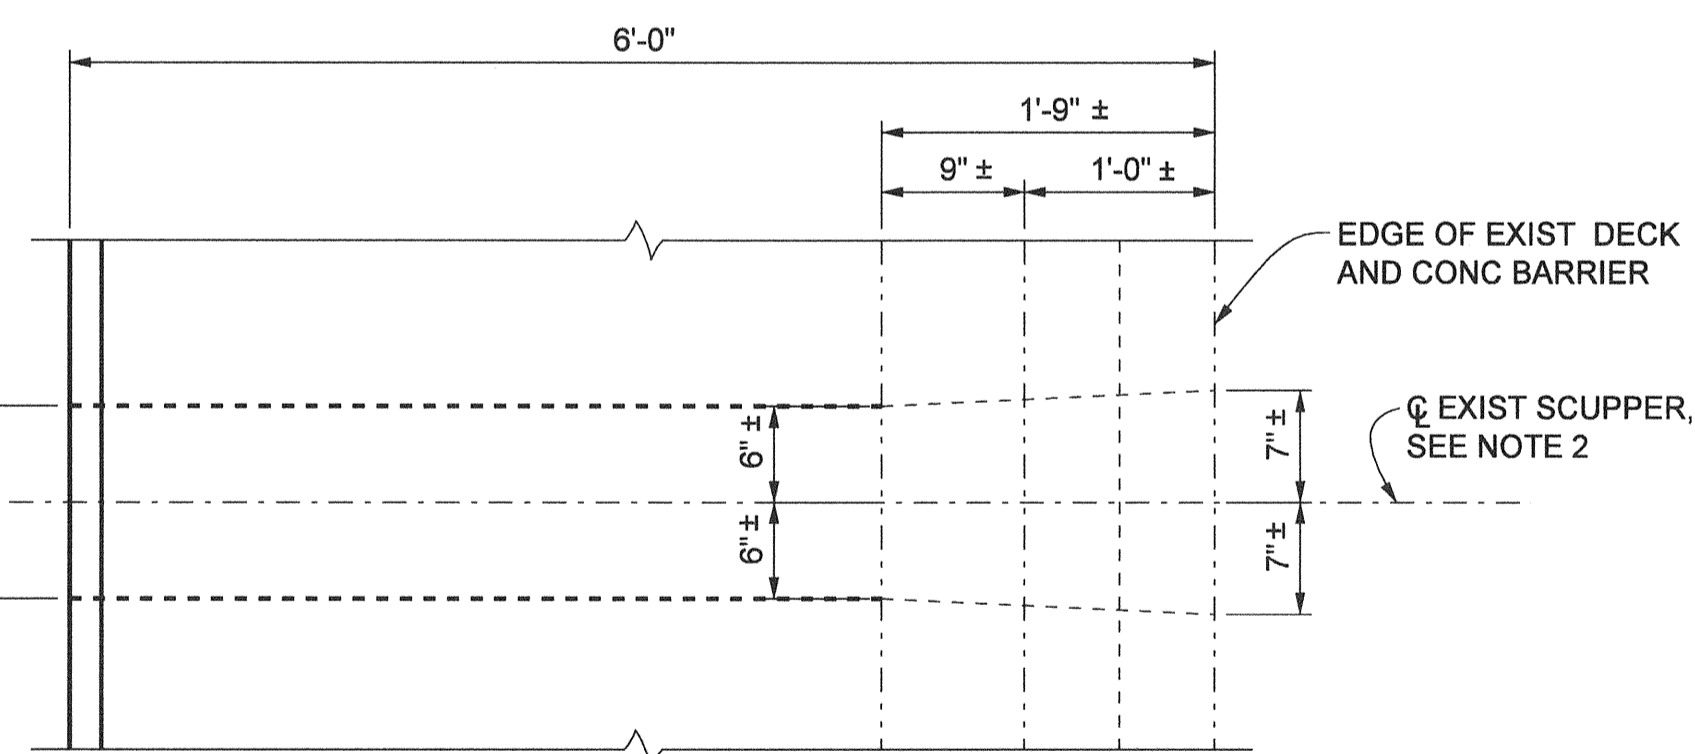 6'-0"
1'-9" ±
9" ±
1'-0" ±
EDGE OF EXIST DECK
AND CONC BARRIER
℄ EXIST SCUPPER,
SEE NOTE 2
6" ±
7" ±
6" ±
7" ±